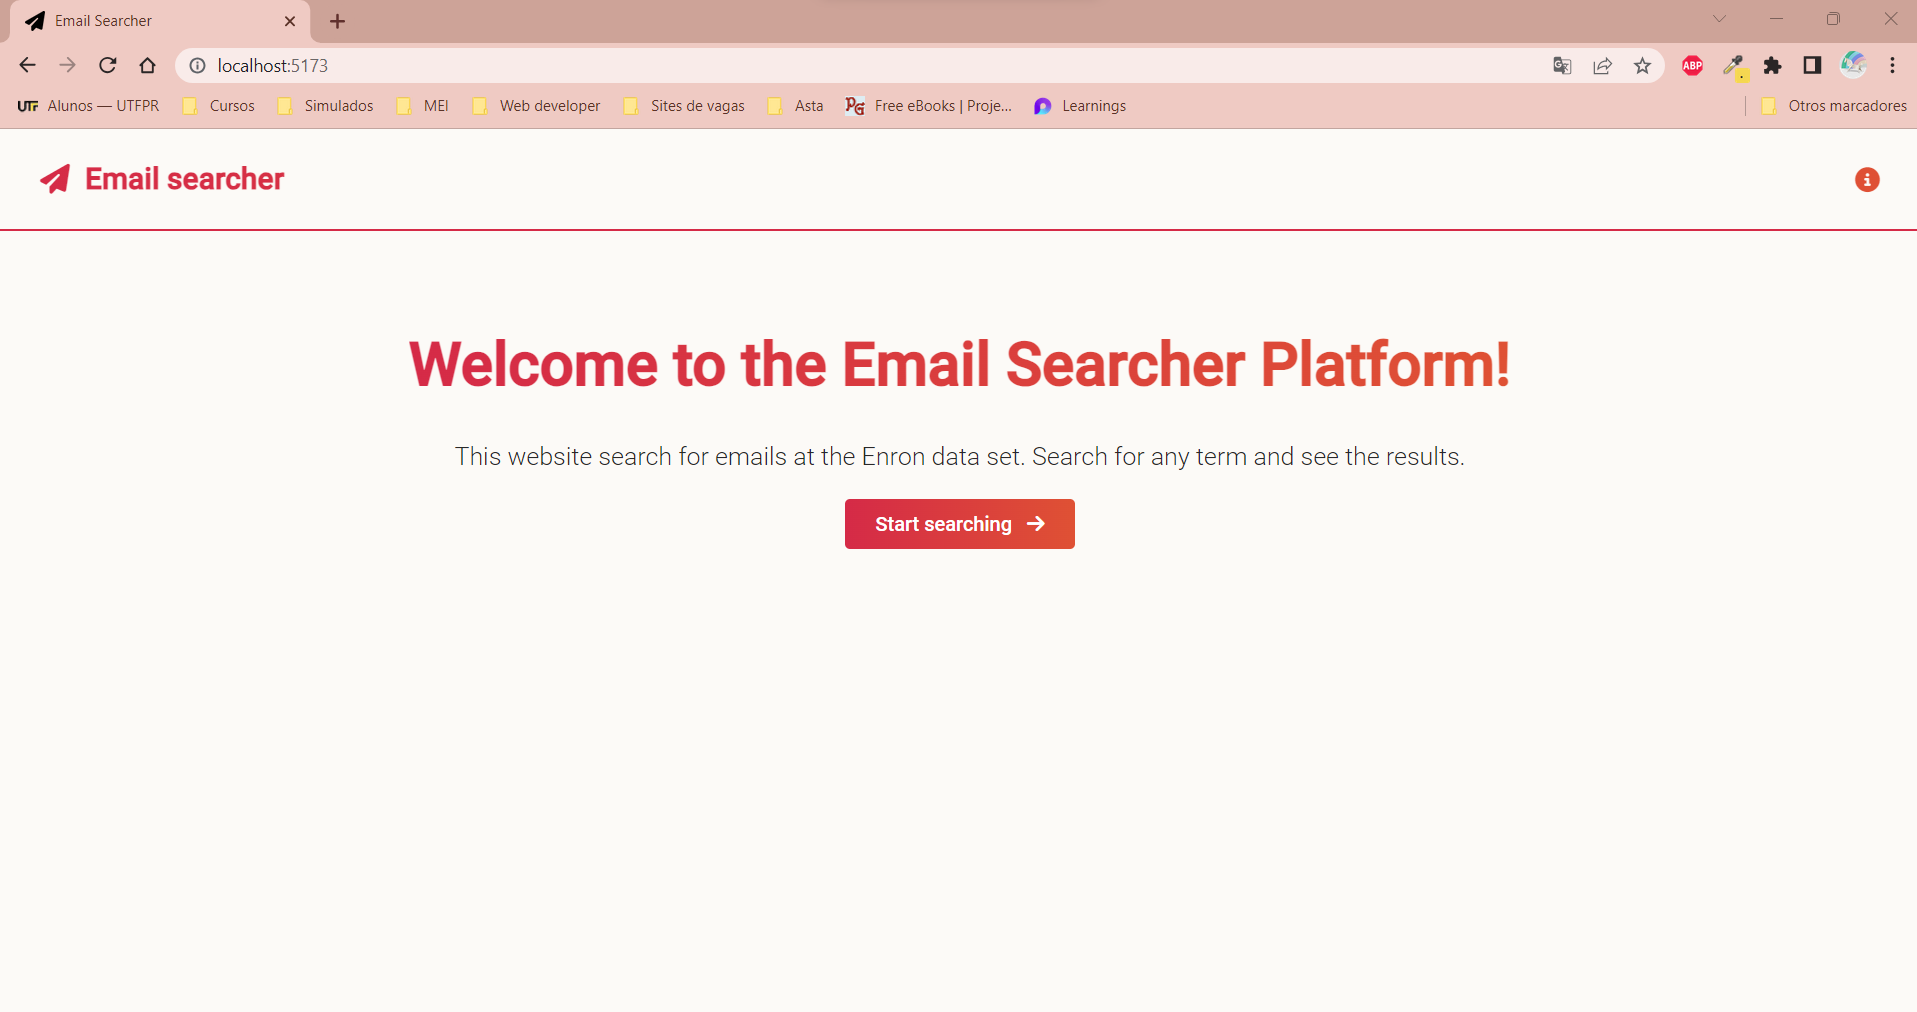 Email Searcher
localhost:5173
ABP
UTF Alunos — UTFPR Cursos Simulados MEI Web developer Sites de vagas Asta PG Free eBooks | Proje... Learnings Otros marcadores
Email searcher
Welcome to the Email Searcher Platform!
This website search for emails at the Enron data set. Search for any term and see the results.
Start searching